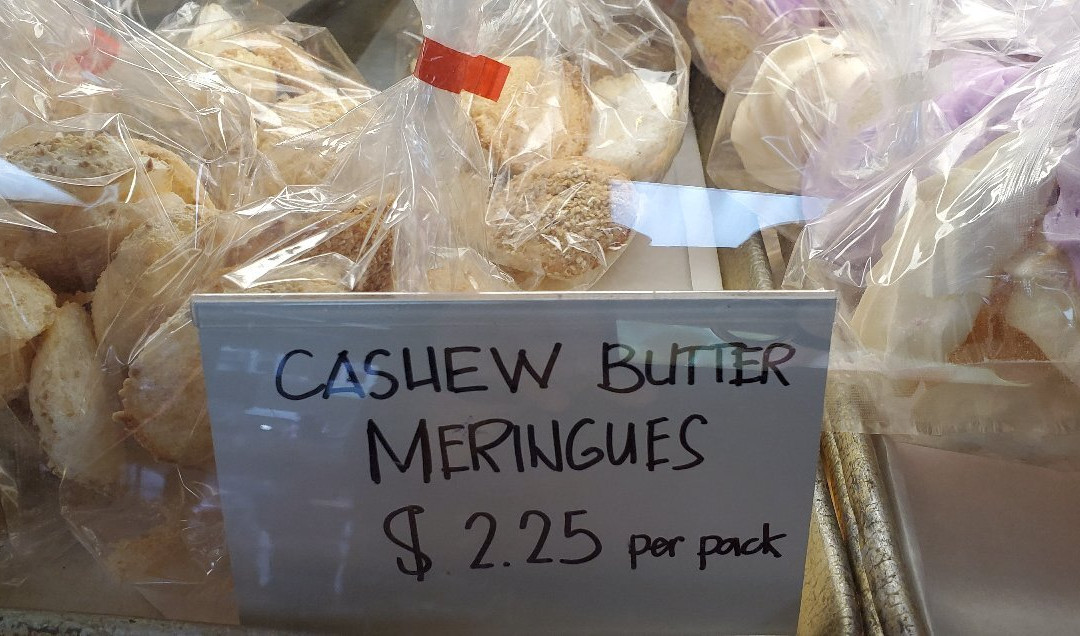 CASHEW BUTTER
MERINGUES
$ 2.25 per pack